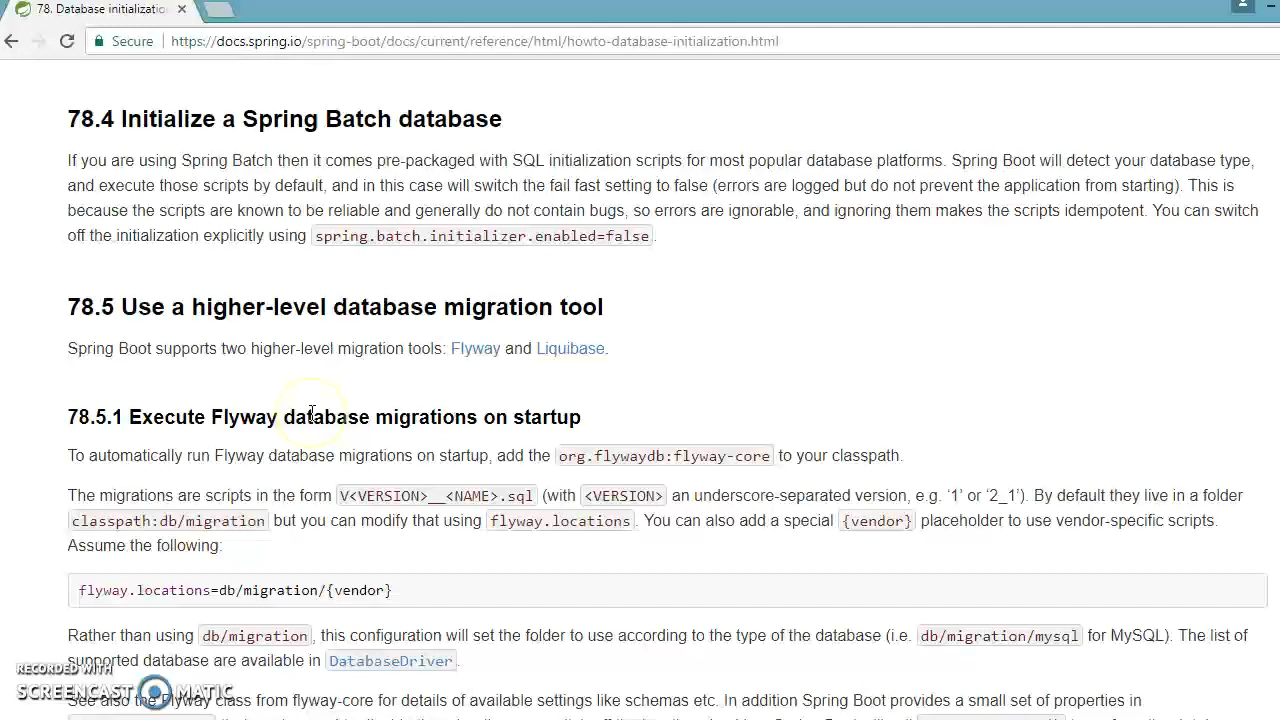 78. Database initializatio
Secure | https://docs.spring.io/spring-boot/docs/current/reference/html/howto-database-initialization.html
78.4 Initialize a Spring Batch database
If you are using Spring Batch then it comes pre-packaged with SQL initialization scripts for most popular database platforms. Spring Boot will detect your database type,
and execute those scripts by default, and in this case will switch the fail fast setting to false (errors are logged but do not prevent the application from starting). This is
because the scripts are known to be reliable and generally do not contain bugs, so errors are ignorable, and ignoring them makes the scripts idempotent. You can switch
off the initialization explicitly using spring.batch.initializer.enabled=false.
78.5 Use a higher-level database migration tool
Spring Boot supports two higher-level migration tools: Flyway and Liquibase.
78.5.1 Execute Flyway database migrations on startup
To automatically run Flyway database migrations on startup, add the org.flywaydb:flyway-core to your classpath.
The migrations are scripts in the form V<VERSION>__<NAME>.sql (with <VERSION> an underscore-separated version, e.g. ‘1’ or ‘2_1’). By default they live in a folder
classpath:db/migration but you can modify that using flyway.locations. You can also add a special {vendor} placeholder to use vendor-specific scripts.
Assume the following:
flyway.locations=db/migration/{vendor}
Rather than using db/migration, this configuration will set the folder to use according to the type of the database (i.e. db/migration/mysql for MySQL). The list of
supported database are available in DatabaseDriver.
RECORDED WITH
SCREENCAST MATIC
See also the Flyway class from flyway-core for details of available settings like schemas etc. In addition Spring Boot provides a small set of properties in